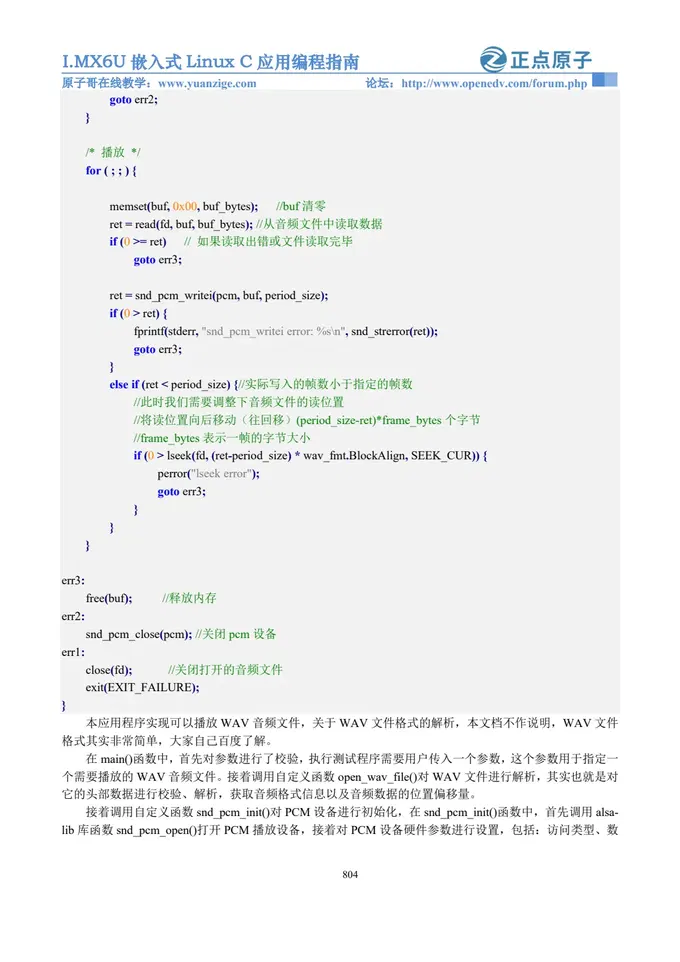 I.MX6U 嵌入式 Linux C 应用编程指南
正点原子
原子哥在线教学：www.yuanzige.com 论坛：http://www.openedv.com/forum.php
goto err2;
}
/* 播放 */
for ( ; ; ) {
memset(buf, 0x00, buf_bytes); //buf 清零
ret = read(fd, buf, buf_bytes); //从音频文件中读取数据
if (0 >= ret) // 如果读取出错或文件读取完毕
goto err3;
ret = snd_pcm_writei(pcm, buf, period_size);
if (0 > ret) {
fprintf(stderr, "snd_pcm_writei error: %s\n", snd_strerror(ret));
goto err3;
}
else if (ret < period_size) {//实际写入的帧数小于指定的帧数
//此时我们需要调整下音频文件的读位置
//将读位置向后移动（往回移）(period_size-ret)*frame_bytes 个字节
//frame_bytes 表示一帧的字节大小
if (0 > lseek(fd, (ret-period_size) * wav_fmt.BlockAlign, SEEK_CUR)) {
perror("lseek error");
goto err3;
}
}
}
err3:
free(buf); //释放内存
err2:
snd_pcm_close(pcm); //关闭 pcm 设备
err1:
close(fd); //关闭打开的音频文件
exit(EXIT_FAILURE);
}
本应用程序实现可以播放 WAV 音频文件，关于 WAV 文件格式的解析，本文档不作说明，WAV 文件
格式其实非常简单，大家自己百度了解。
在 main()函数中，首先对参数进行了校验，执行测试程序需要用户传入一个参数，这个参数用于指定一
个需要播放的 WAV 音频文件。接着调用自定义函数 open_wav_file()对 WAV 文件进行解析，其实也就是对
它的头部数据进行校验、解析，获取音频格式信息以及音频数据的位置偏移量。
接着调用自定义函数 snd_pcm_init()对 PCM 设备进行初始化，在 snd_pcm_init()函数中，首先调用 alsa-
lib 库函数 snd_pcm_open()打开 PCM 播放设备，接着对 PCM 设备硬件参数进行设置，包括：访问类型、数
804